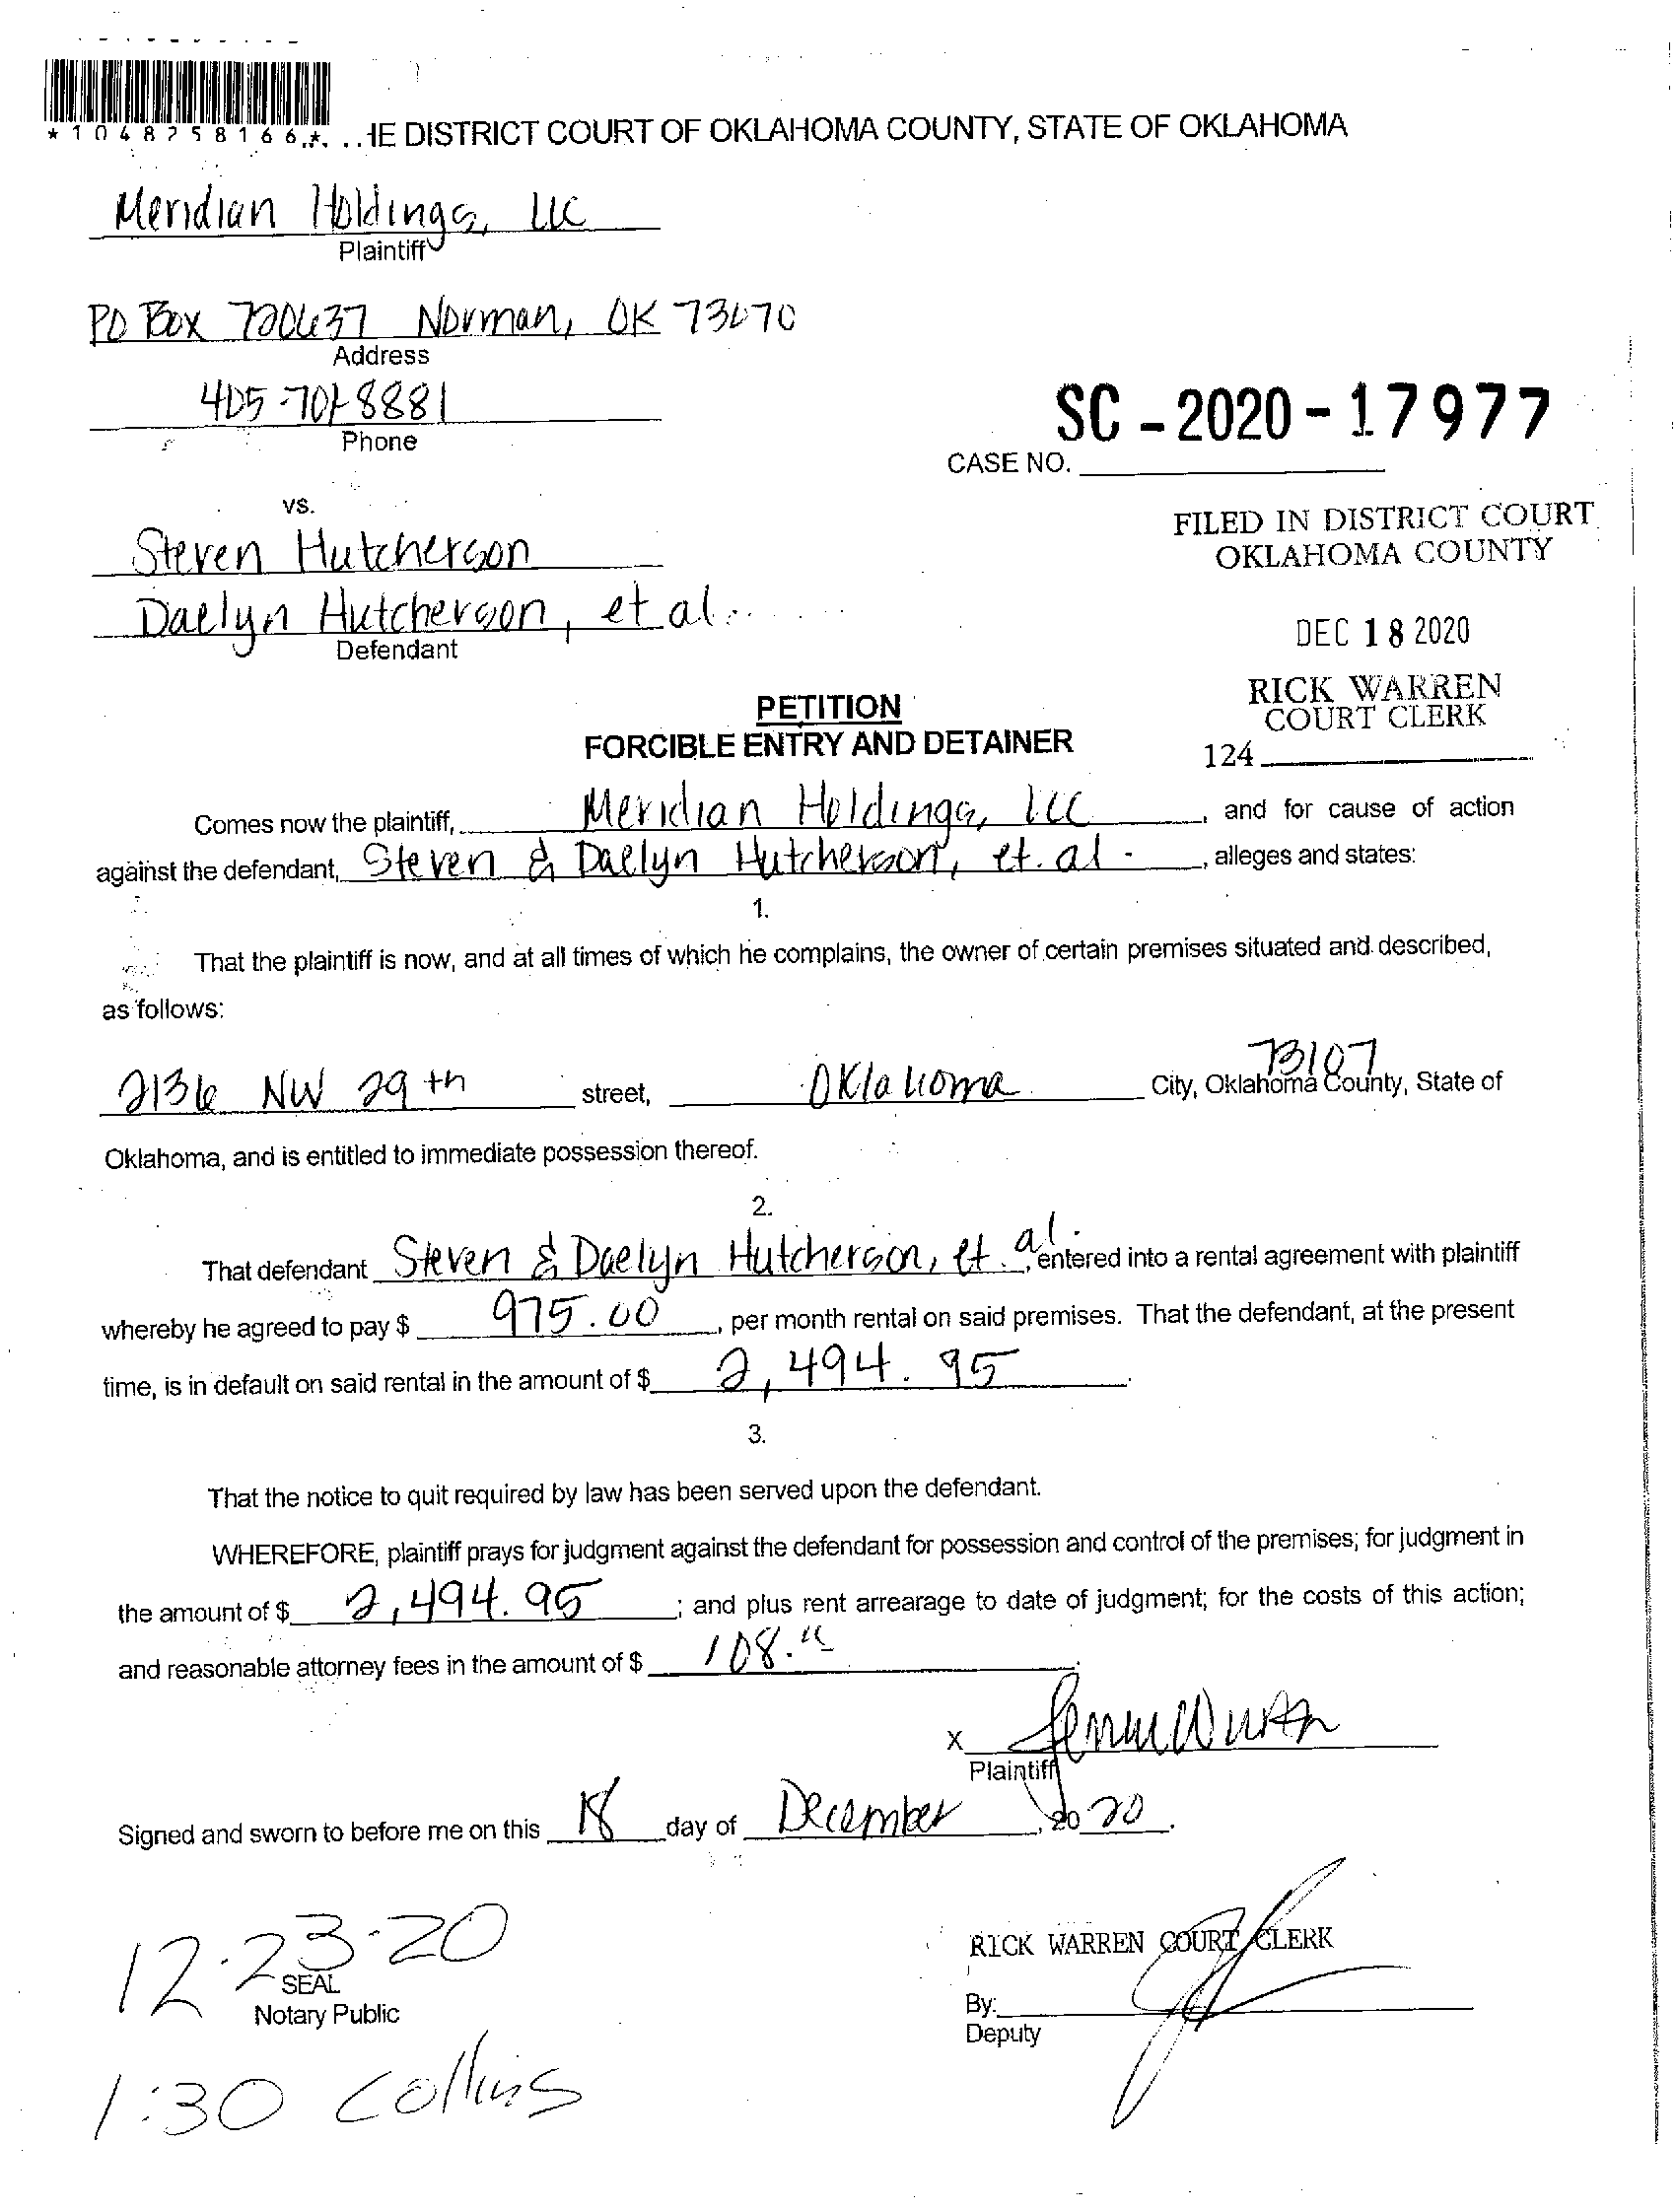 *1048258166*
IE DISTRICT COURT OF OKLAHOMA COUNTY, STATE OF OKLAHOMA
Meridian Holdings, LLC
Plaintiff
PO Box 720637 Norman, OK 73070
Address
405-701-8881
Phone
SC-2020-17977
CASE NO.
vs.
FILED IN DISTRICT COURT
OKLAHOMA COUNTY
Steven Hutcherson
Daelyn Hutcherson, et al.
Defendant
DEC 18 2020
RICK WARREN
COURT CLERK
124
PETITION
FORCIBLE ENTRY AND DETAINER
Comes now the plaintiff, Meridian Holdings, LLC, and for cause of action
against the defendant, Steven & Daelyn Hutcherson, et. al., alleges and states:
1.
That the plaintiff is now, and at all times of which he complains, the owner of certain premises situated and described,
as follows:
73107
2136 NW 29th street, Oklahoma City, Oklahoma County, State of
Oklahoma, and is entitled to immediate possession thereof.
2.
That defendant Steven & Daelyn Hutcherson, et. al., entered into a rental agreement with plaintiff
whereby he agreed to pay $ 975.00, per month rental on said premises. That the defendant, at the present
time, is in default on said rental in the amount of $ 2,494.95.
3.
That the notice to quit required by law has been served upon the defendant.
WHEREFORE, plaintiff prays for judgment against the defendant for possession and control of the premises; for judgment in
the amount of $ 2,494.95; and plus rent arrearage to date of judgment; for the costs of this action;
and reasonable attorney fees in the amount of $ 108.
X
Plaintiff
Signed and sworn to before me on this 18 day of December, 2020.
12-23-20
SEAL
Notary Public
RICK WARREN COURT CLERK
By:
Deputy
1:30 Collins